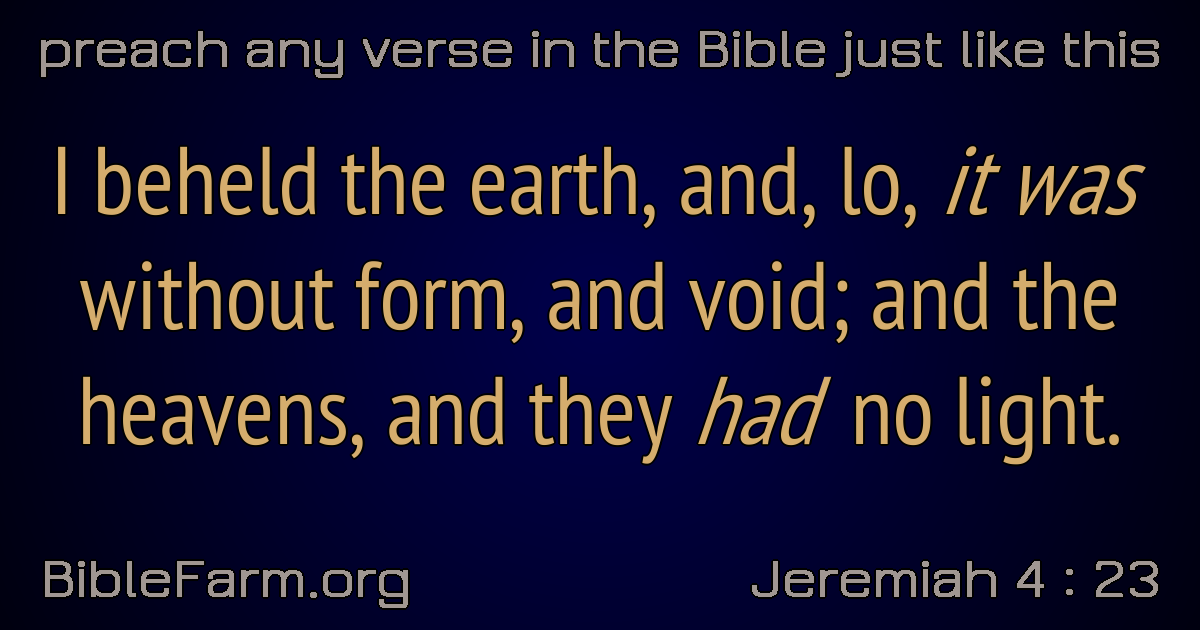 preach any verse in the Bible just like this
I beheld the earth, and, lo, it was
without form, and void; and the
heavens, and they had no light.
BibleFarm.org
Jeremiah 4 : 23